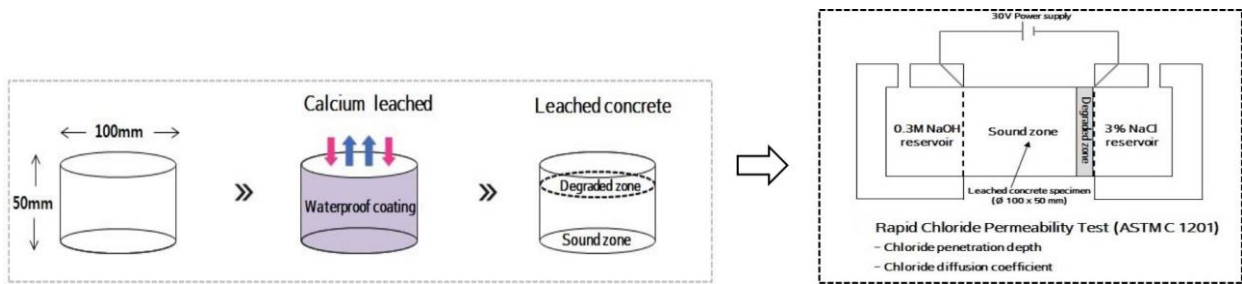 100mm
50mm
»
Calcium leached
Waterproof coating
»
Leached concrete
Degraded zone
Sound zone
30V Power supply
0.3M NaOH
reservoir
Sound zone
Degraded zone
3% NaCl
reservoir
Leached concrete specimen
(Ø 100 x 50 mm)
Rapid Chloride Permeability Test (ASTM C 1201)
- Chloride penetration depth
- Chloride diffusion coefficient